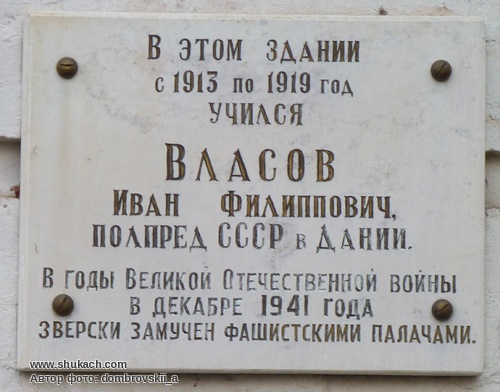 В ЭТОМ ЗДАНИИ
С 1913 ПО 1919 ГОД
УЧИЛСЯ
ВЛАСОВ
ИВАН ФИЛИППОВИЧ,
ПОЛПРЕД СССР В ДАНИИ.
В ГОДЫ ВЕЛИКОЙ ОТЕЧЕСТВЕННОЙ ВОЙНЫ
В ДЕКАБРЕ 1941 ГОДА
ЗВЕРСКИ ЗАМУЧЕН ФАШИСТСКИМИ ПАЛАЧАМИ.
www.shukach.com
Автор фото: dombrovskii_a